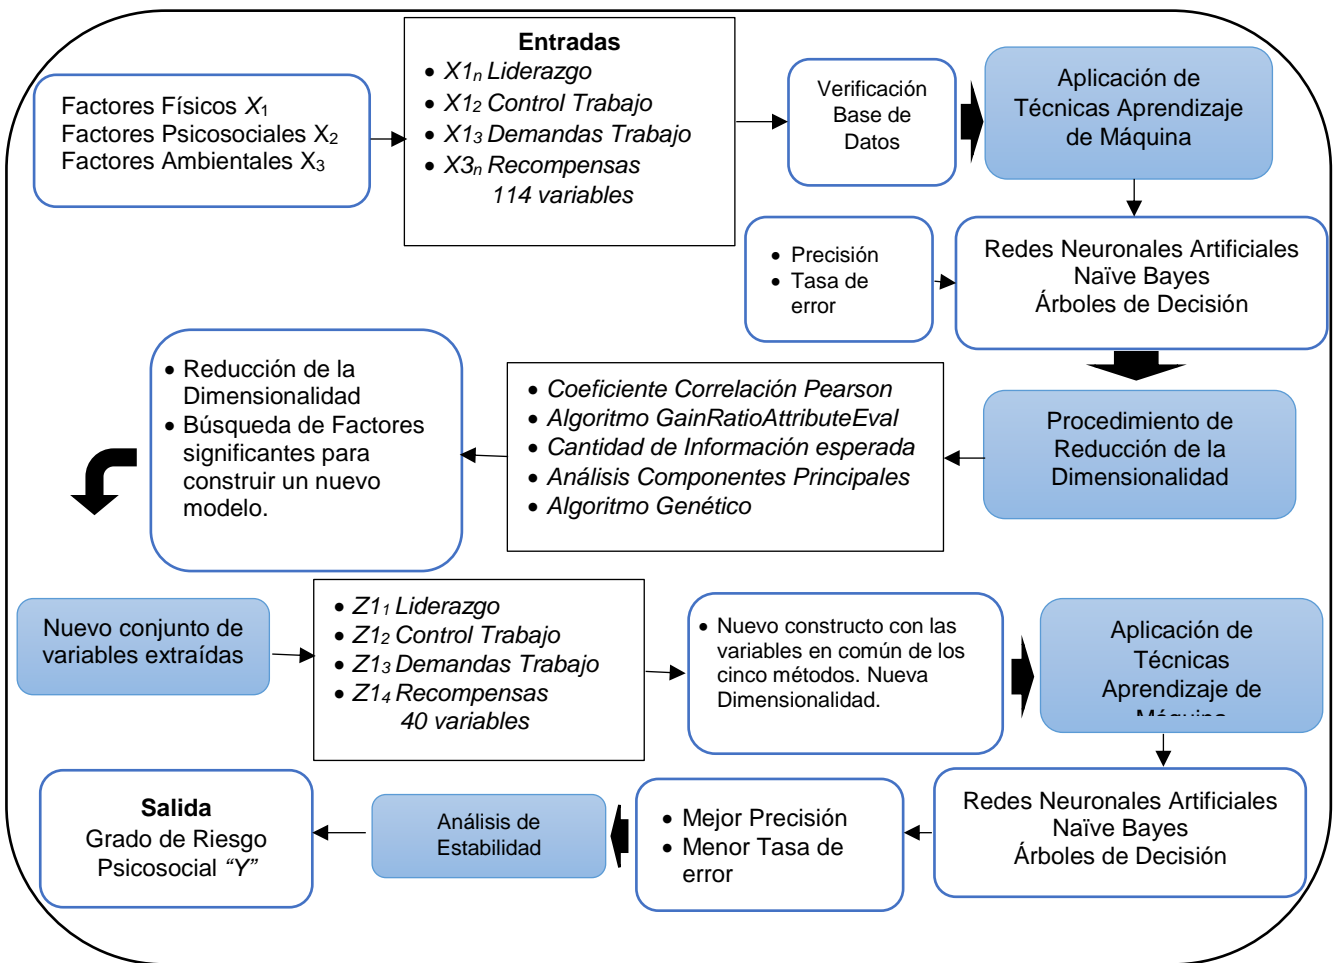 Factores Físicos X₁
Factores Psicosociales X₂
Factores Ambientales X₃
Entradas
• X1ₙ Liderazgo
• X1₂ Control Trabajo
• X1₃ Demandas Trabajo
• X3ₙ Recompensas
114 variables
Verificación
Base de
Datos
Aplicación de
Técnicas Aprendizaje
de Máquina
• Precisión
• Tasa de
error
Redes Neuronales Artificiales
Naïve Bayes
Árboles de Decisión
Procedimiento de
Reducción de la
Dimensionalidad
• Coeficiente Correlación Pearson
• Algoritmo GainRatioAttributeEval
• Cantidad de Información esperada
• Análisis Componentes Principales
• Algoritmo Genético
• Reducción de la
Dimensionalidad
• Búsqueda de Factores
significantes para
construir un nuevo
modelo.
Nuevo conjunto de
variables extraídas
• Z1₁ Liderazgo
• Z1₂ Control Trabajo
• Z1₃ Demandas Trabajo
• Z1₄ Recompensas
40 variables
• Nuevo constructo con las
variables en común de los
cinco métodos. Nueva
Dimensionalidad.
Aplicación de
Técnicas
Aprendizaje de
Máquina
Redes Neuronales Artificiales
Naïve Bayes
Árboles de Decisión
• Mejor Precisión
• Menor Tasa de
error
Análisis de
Estabilidad
Salida
Grado de Riesgo
Psicosocial “Y”